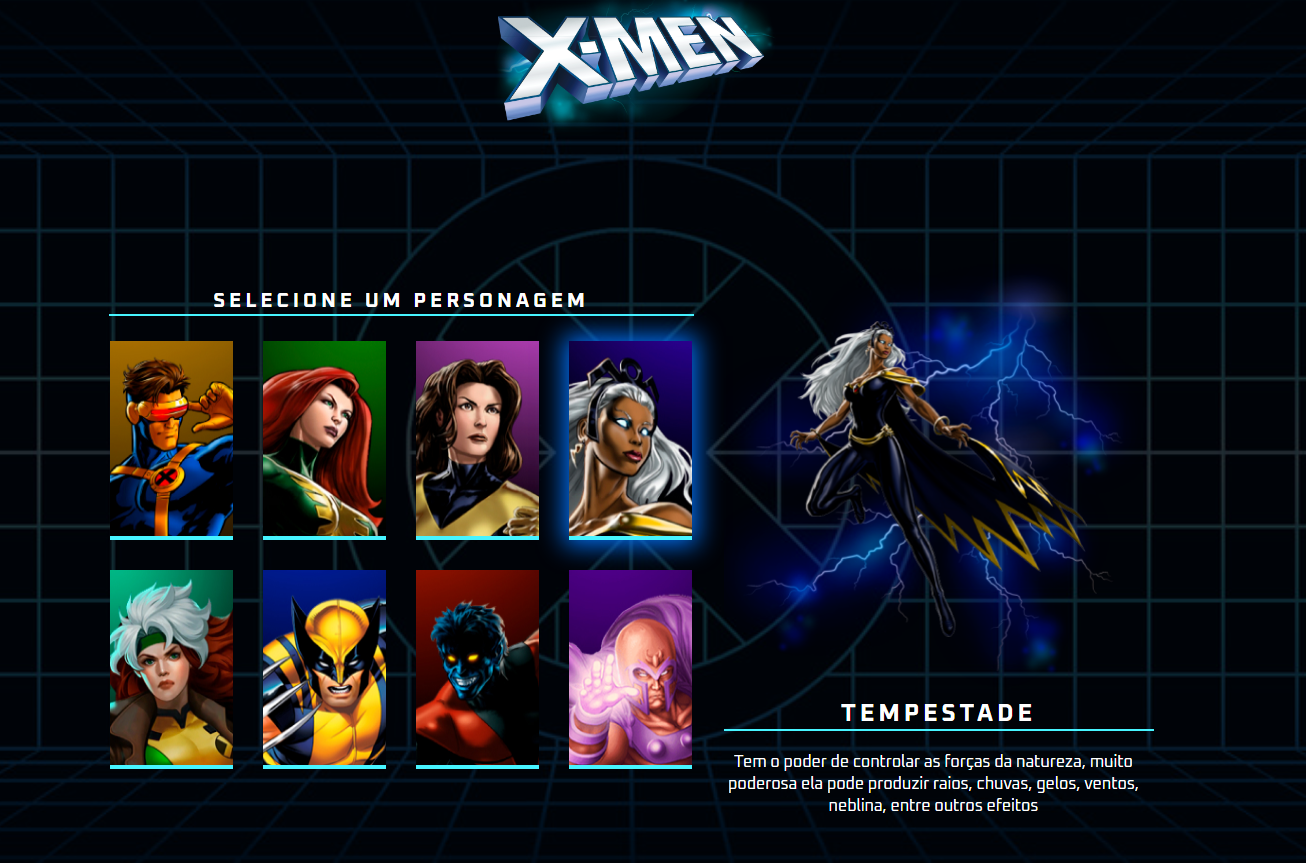 X-MEN
SELECIONE UM PERSONAGEM
TEMPESTADE
Tem o poder de controlar as forças da natureza, muito
poderosa ela pode produzir raios, chuvas, gelos, ventos,
neblina, entre outros efeitos